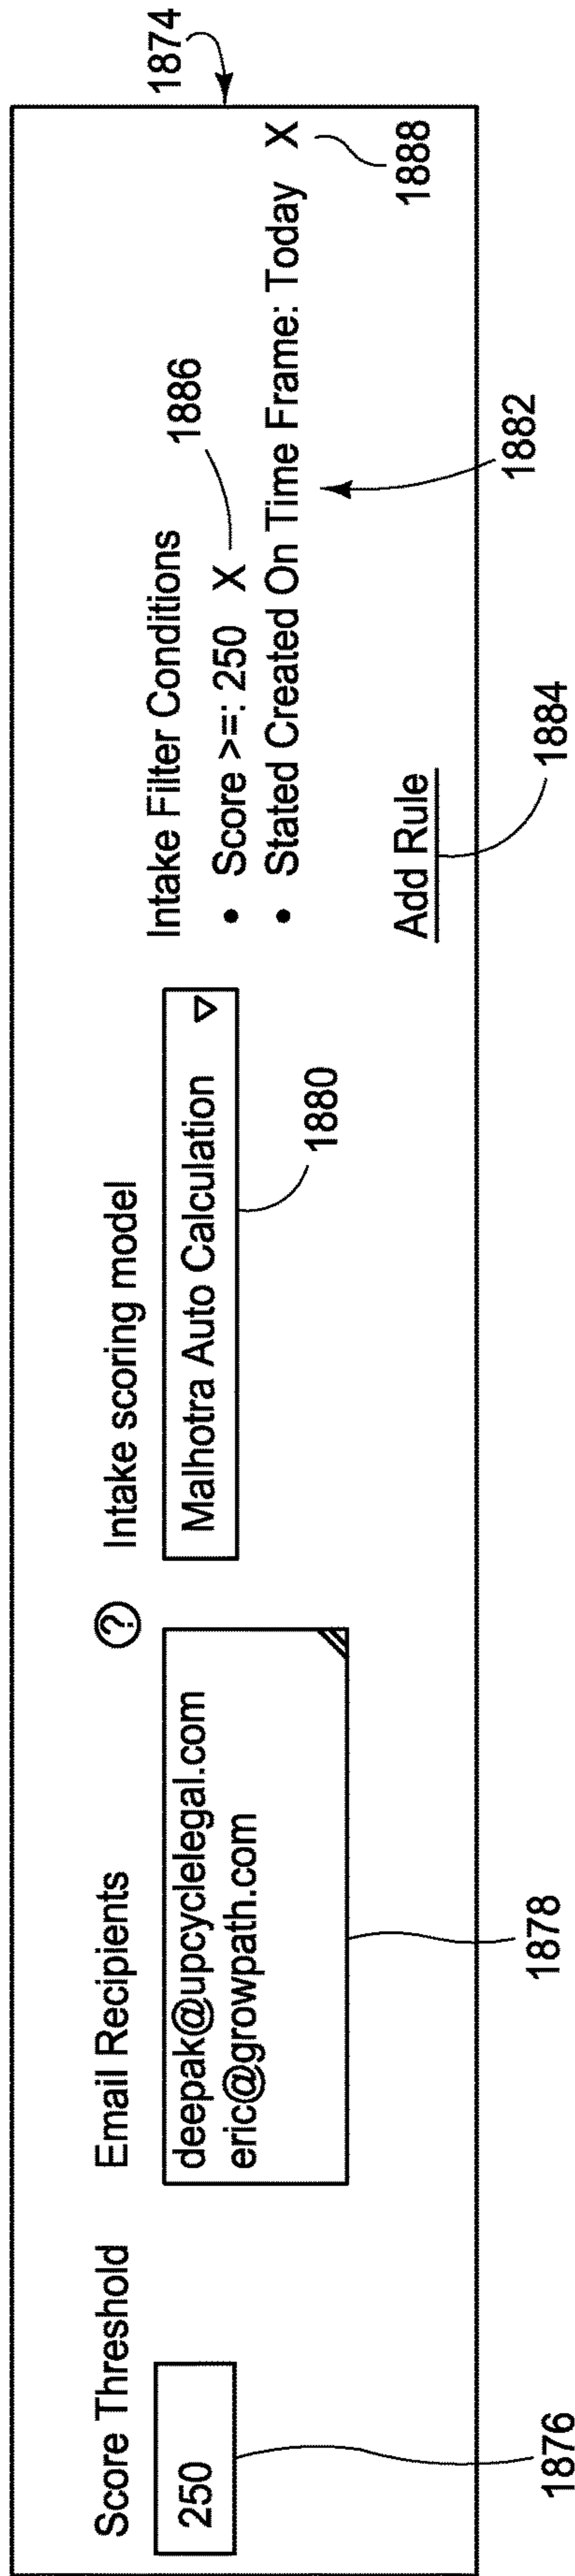 1874
Score Threshold
250
1876
Email Recipients
?
deepak@upcyclelegal.com
eric@growpath.com
1878
Intake scoring model
Malhotra Auto Calculation
1880
Intake Filter Conditions
• Score >=: 250 X
1886
• Stated Created On Time Frame: Today X
1888
1882
Add Rule
1884